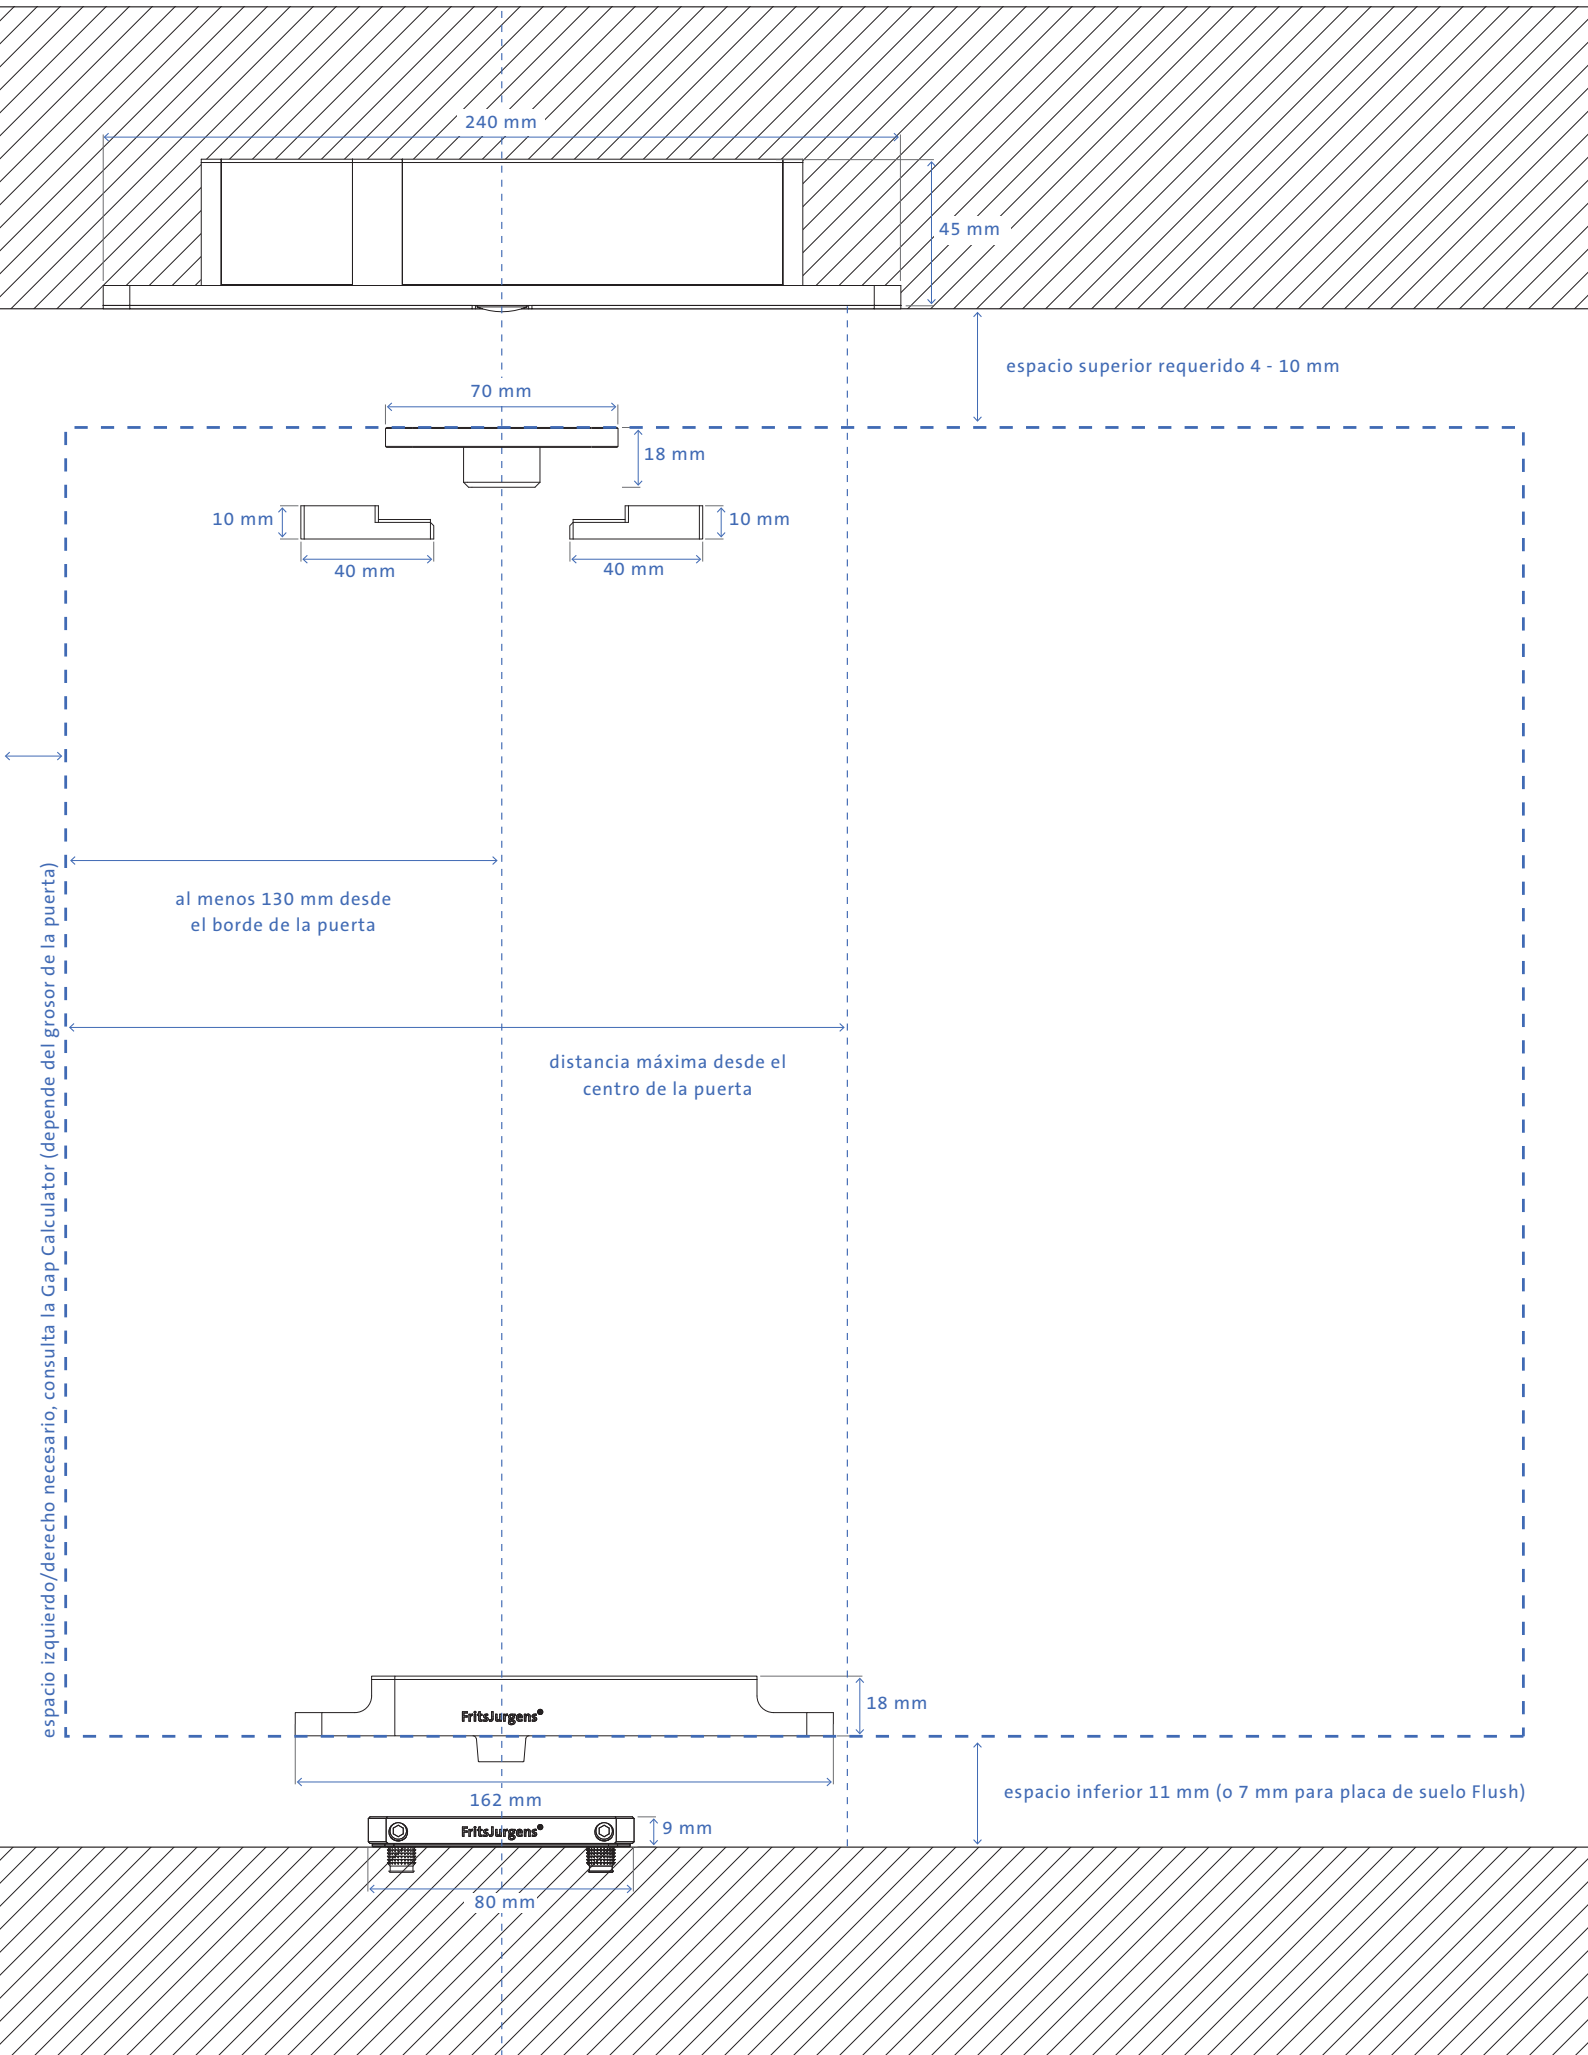 240 mm
45 mm
espacio superior requerido 4 - 10 mm
70 mm
18 mm
10 mm
10 mm
40 mm
40 mm
al menos 130 mm desde
el borde de la puerta
distancia máxima desde el
centro de la puerta
espacio izquierdo/derecho necesario, consulta la Gap Calculator (depende del grosor de la puerta)
18 mm
FritsJurgens®
espacio inferior 11 mm (o 7 mm para placa de suelo Flush)
162 mm
FritsJurgens®
9 mm
80 mm